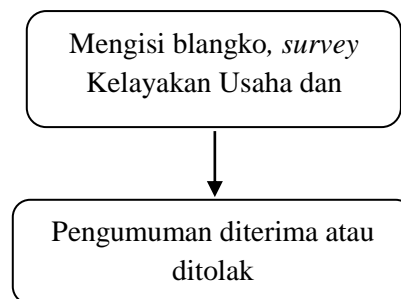 Mengisi blangko, survey
Kelayakan Usaha dan
Pengumuman diterima atau
ditolak